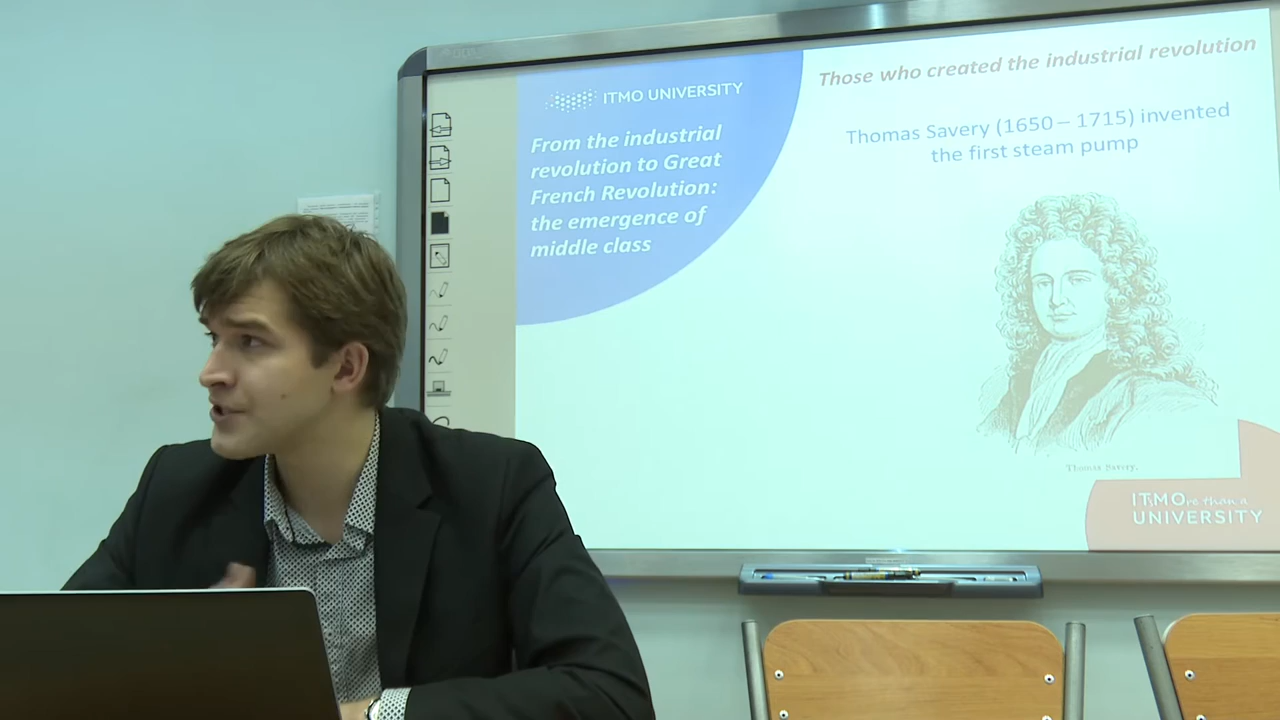 ITMO UNIVERSITY
From the industrial
revolution to Great
French Revolution:
the emergence of
middle class
Those who created the industrial revolution
Thomas Savery (1650 – 1715) invented
the first steam pump
Thomas Savery.
ITMOre than a
UNIVERSITY